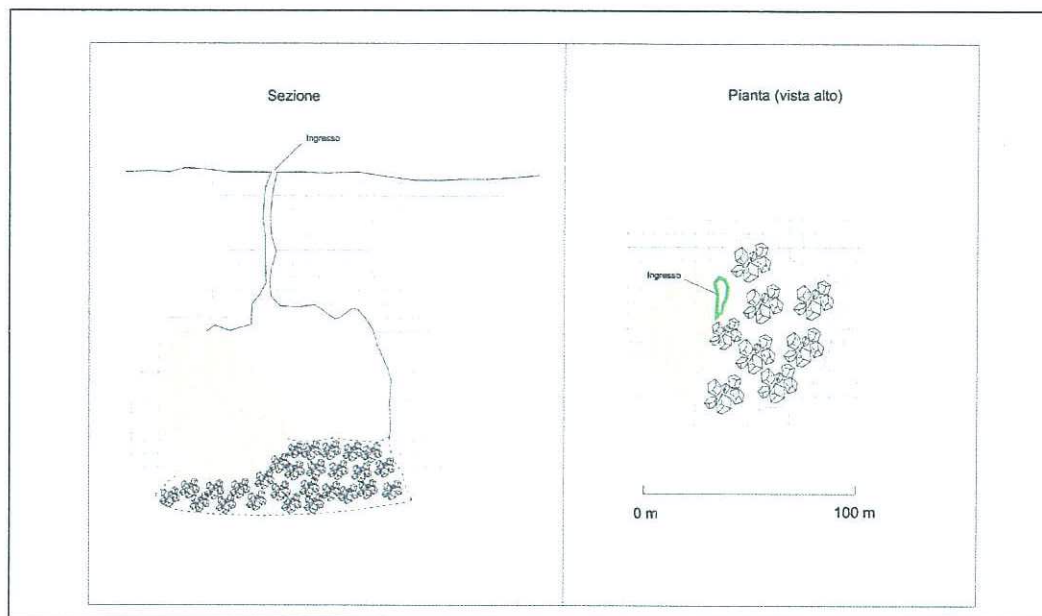 Sezione
Ingresso
Pianta (vista alto)
Ingresso
0 m
100 m